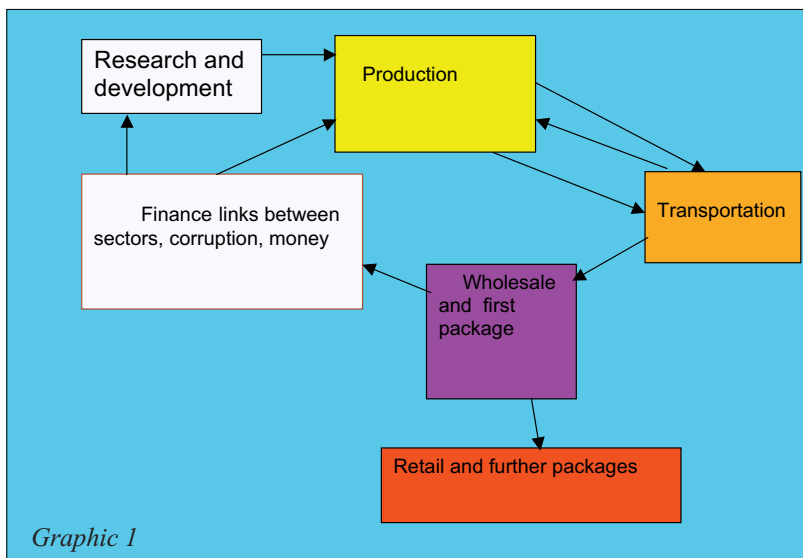 Research and
development
Production
Finance links between
sectors, corruption, money
Transportation
Wholesale
and first
package
Retail and further packages
Graphic 1